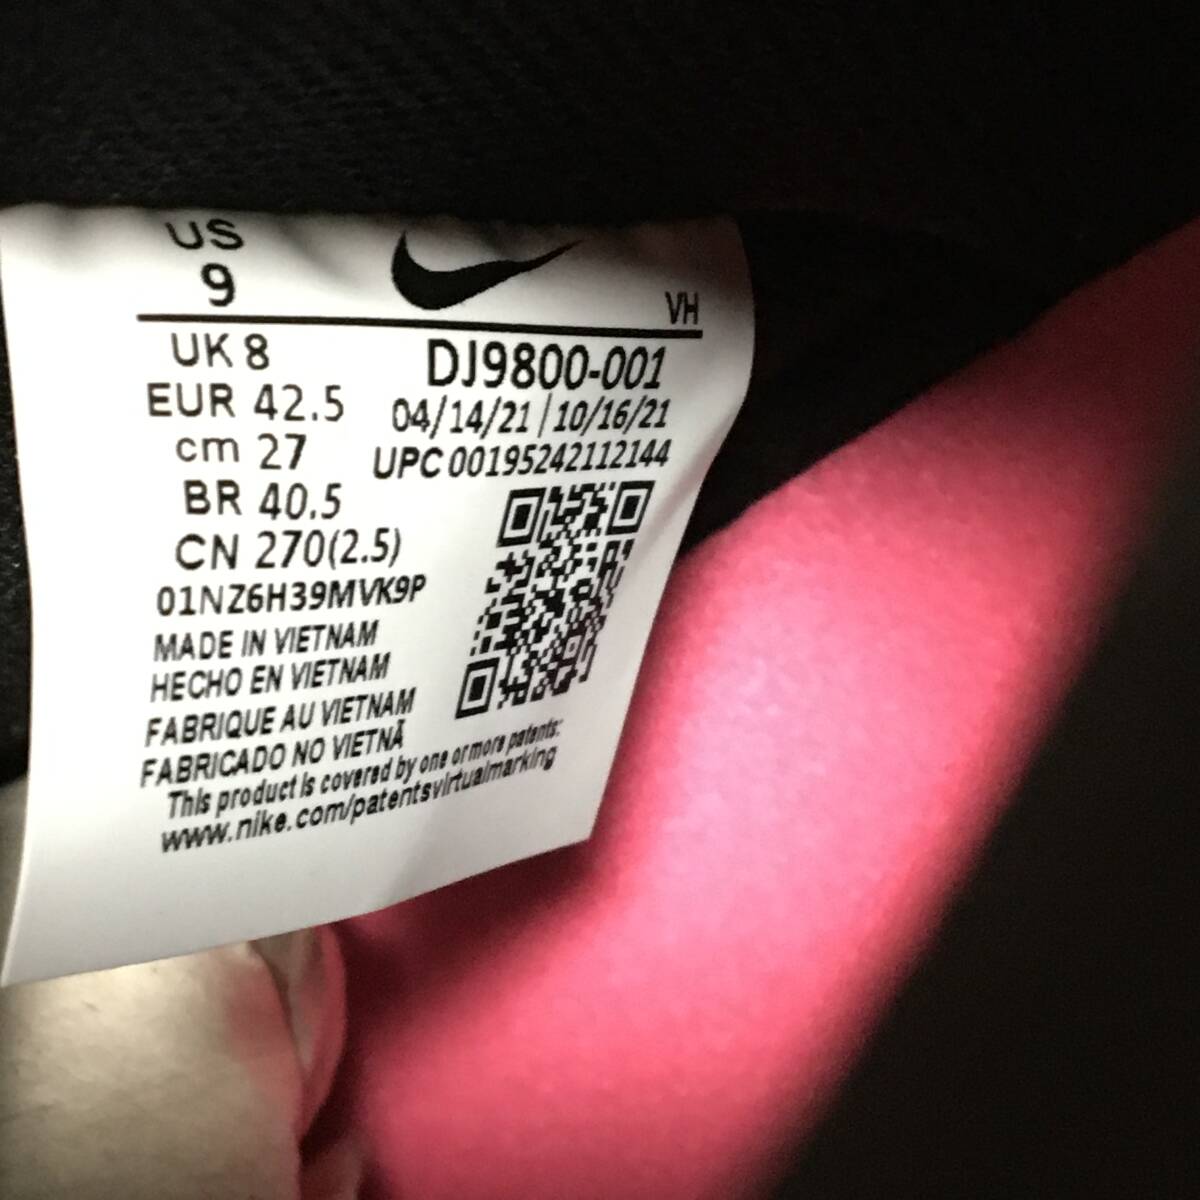 US
9
VH
UK 8
DJ9800-001
EUR 42.5
04/14/21 | 10/16/21
cm 27
UPC 00195242112144
BR 40.5
CN 270(2.5)
01NZ6H39MVK9P
MADE IN VIETNAM
HECHO EN VIETNAM
FABRIQUE AU VIETNAM
FABRICADO NO VIETNÃ
This product is covered by one or more patents:
www.nike.com/patentsvirtualmarking